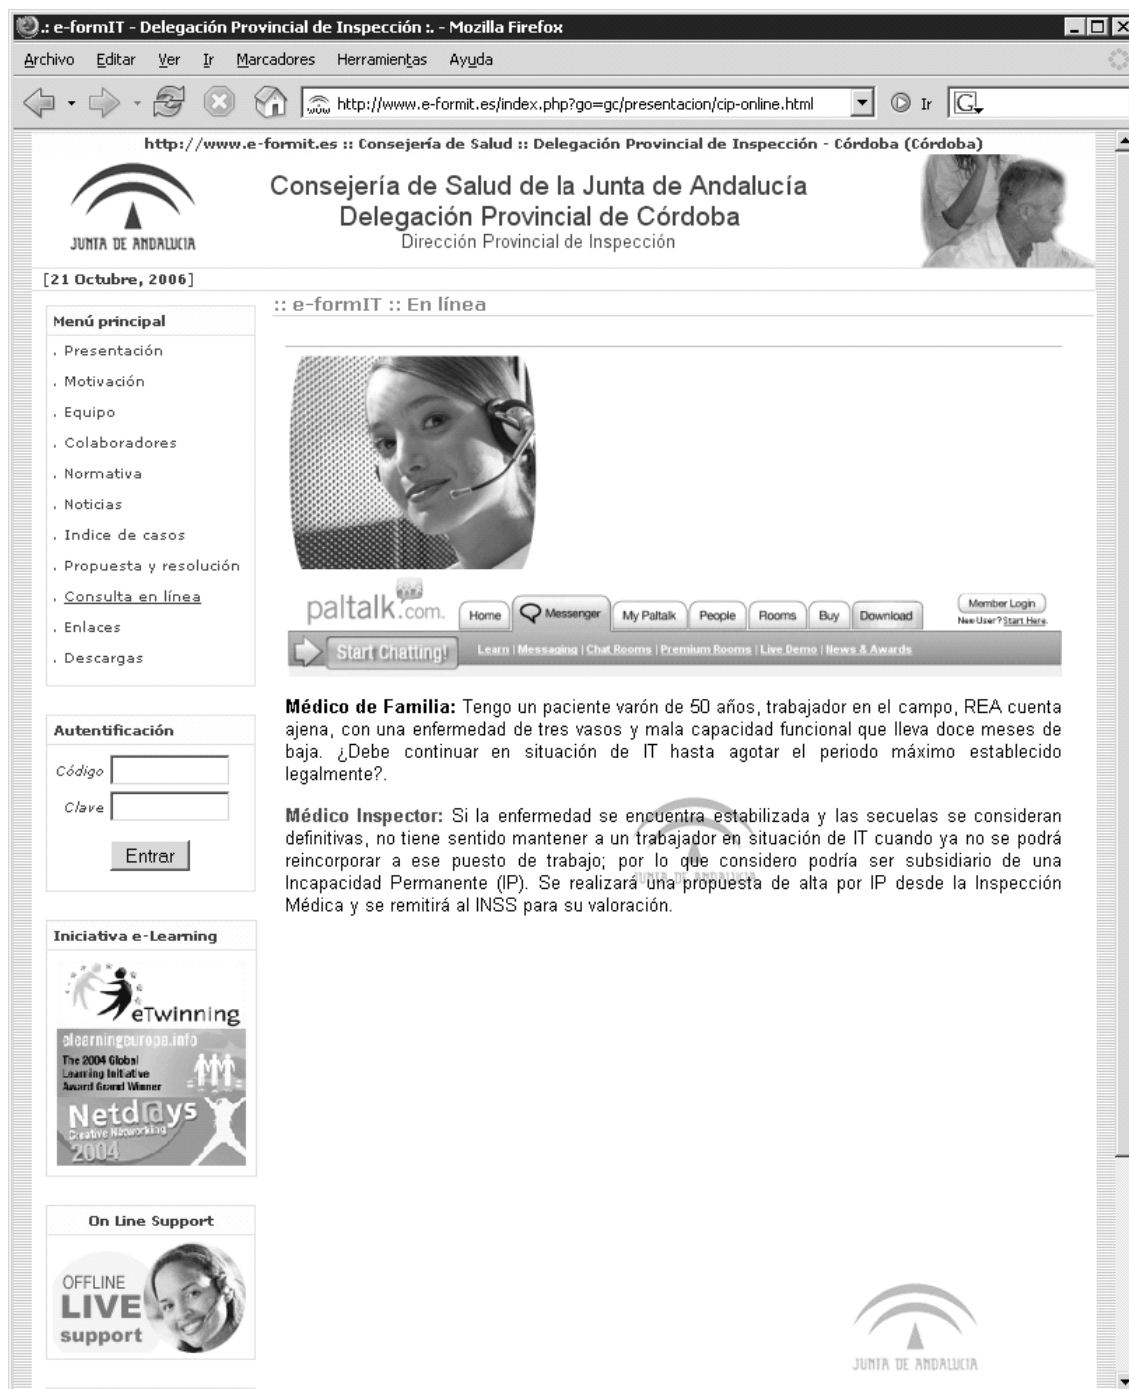 .: e-formIT - Delegación Provincial de Inspección :. - Mozilla Firefox
Archivo Editar Ver Ir Marcadores Herramientas Ayuda
http://www.e-formit.es/index.php?go=gc/presentacion/cip-online.html Ir G
http://www.e-formit.es :: Consejería de Salud :: Delegación Provincial de Inspección - Córdoba (Córdoba)
Consejería de Salud de la Junta de Andalucía
Delegación Provincial de Córdoba
Dirección Provincial de Inspección
JUNTA DE ANDALUCIA
[21 Octubre, 2006]
:: e-formIT :: En línea
Menú principal
. Presentación
. Motivación
. Equipo
. Colaboradores
. Normativa
. Noticias
. Indice de casos
. Propuesta y resolución
. Consulta en línea
. Enlaces
. Descargas
Autentificación
Código
Clave
Entrar
Iniciativa e-Learning
eTwinning
elearningeuropa.info
The 2004 Global
Learning Initiative
Award Grand Winner
Netd@ys
Creative Networking
2004
On Line Support
OFFLINE
LIVE
support
paltalk.com.
Home Messenger My Paltalk People Rooms Buy Download
Member Login
New User? Start Here.
Start Chatting! Learn | Messaging | Chat Rooms | Premium Rooms | Live Demo | News & Awards
Médico de Familia: Tengo un paciente varón de 50 años, trabajador en el campo, REA cuenta
ajena, con una enfermedad de tres vasos y mala capacidad funcional que lleva doce meses de
baja. ¿Debe continuar en situación de IT hasta agotar el periodo máximo establecido
legalmente?.
Médico Inspector: Si la enfermedad se encuentra estabilizada y las secuelas se consideran
definitivas, no tiene sentido mantener a un trabajador en situación de IT cuando ya no se podrá
reincorporar a ese puesto de trabajo; por lo que considero podría ser subsidiario de una
Incapacidad Permanente (IP). Se realizará una propuesta de alta por IP desde la Inspección
Médica y se remitirá al INSS para su valoración.
JUNTA DE ANDALUCIA
JUNTA DE ANDALUCIA